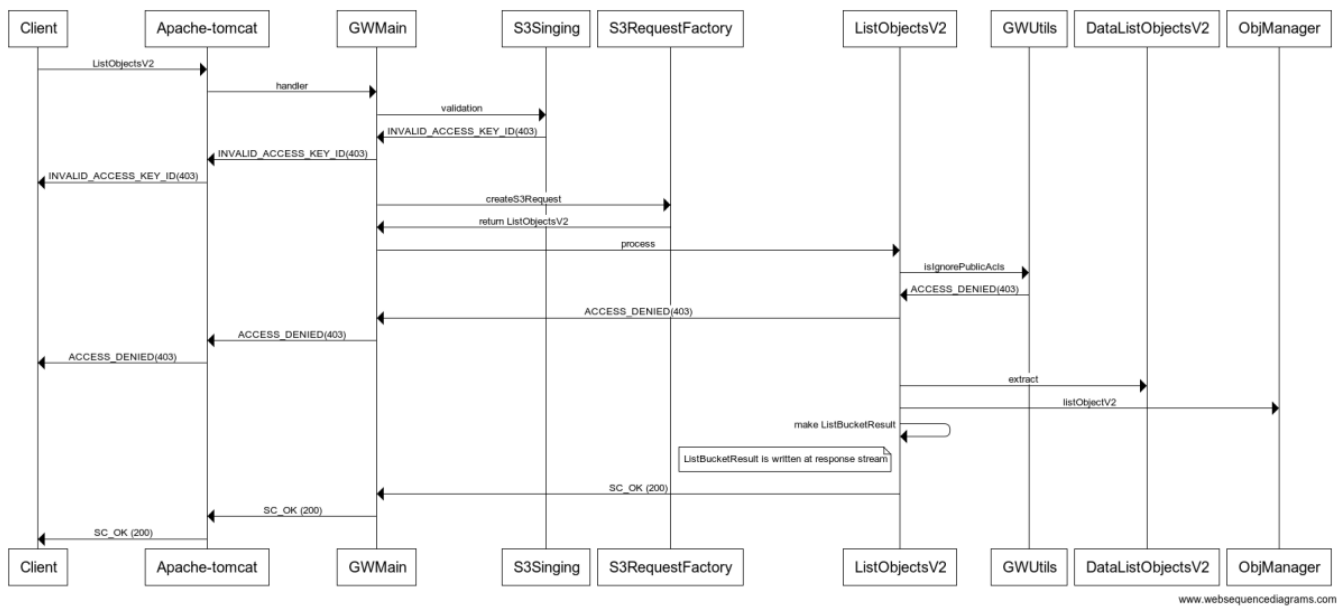 Client Apache-tomcat GWMain S3Singing S3RequestFactory ListObjectsV2 GWUtils DataListObjectsV2 ObjManager
ListObjectsV2
handler
validation
INVALID_ACCESS_KEY_ID(403)
INVALID_ACCESS_KEY_ID(403)
INVALID_ACCESS_KEY_ID(403)
createS3Request
return ListObjectsV2
process
isIgnorePublicAcls
ACCESS_DENIED(403)
ACCESS_DENIED(403)
ACCESS_DENIED(403)
ACCESS_DENIED(403)
extract
listObjectV2
make ListBucketResult
ListBucketResult is written at response stream
SC_OK (200)
SC_OK (200)
SC_OK (200)
Client Apache-tomcat GWMain S3Singing S3RequestFactory ListObjectsV2 GWUtils DataListObjectsV2 ObjManager
www.websequencediagrams.com